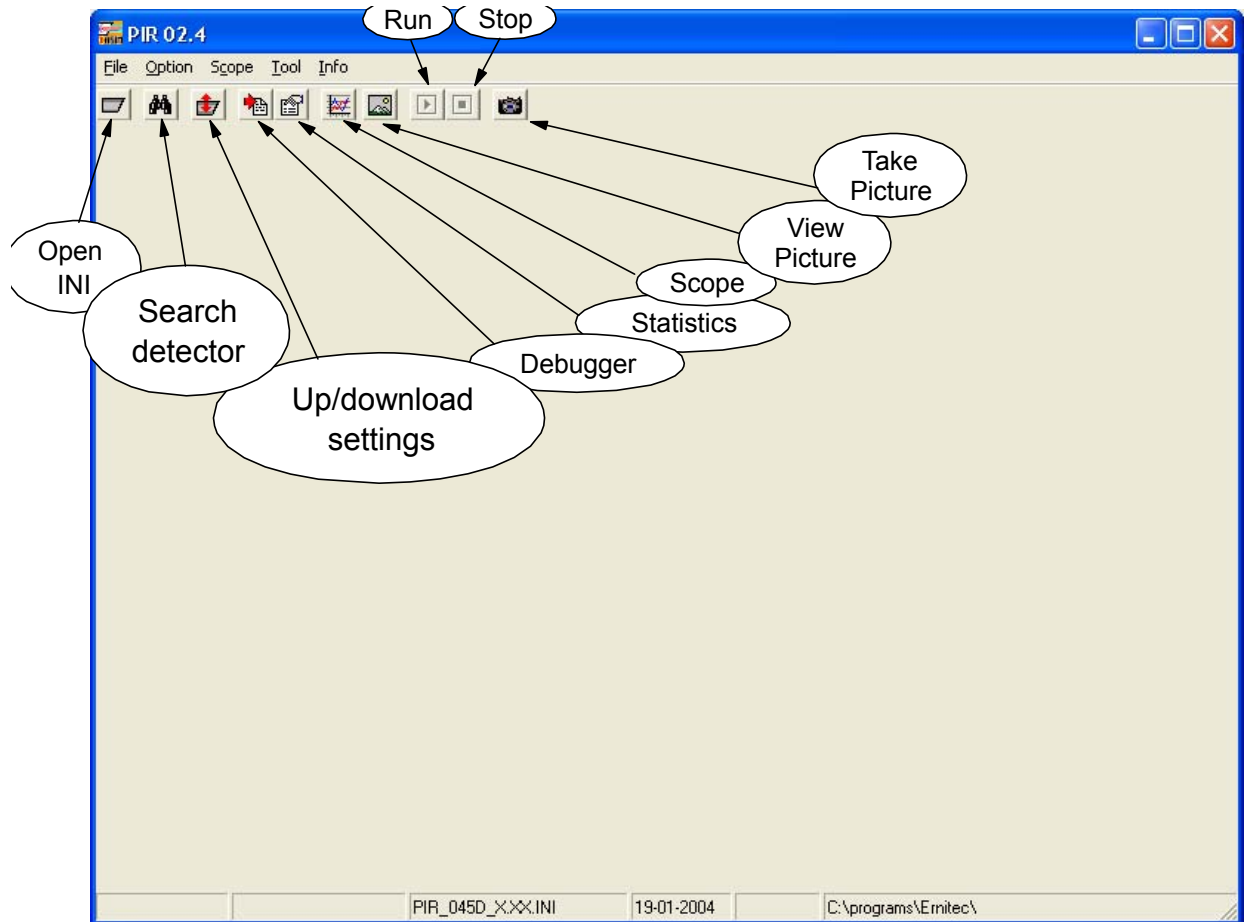 Run Stop
PIR 02.4
File Option Scope Tool Info
Take
Picture
View
Picture
Open
INI
Scope
Search
detector
Statistics
Debugger
Up/download
settings
PIR_045D_X.XX.INI 19-01-2004 C:\programs\Ernitec\